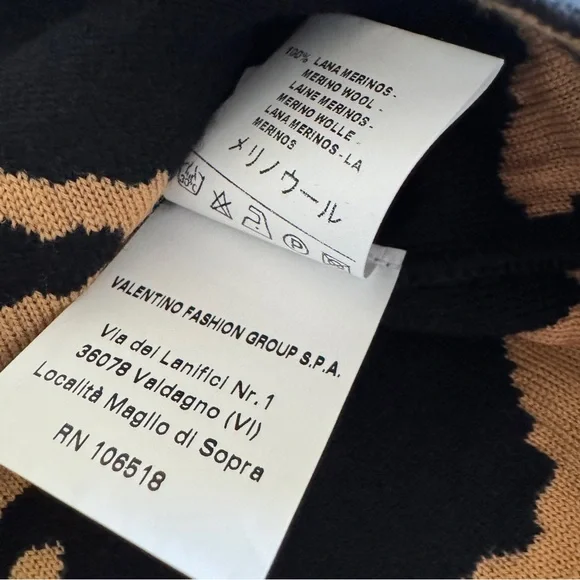 100% LANA MERINOS -
MERINO WOOL -
LAINE MERINOS -
MERINO WOLLE -
LANA MERINOS - LA
MERINOS
メリノウール
P
VALENTINO FASHION GROUP S.P.A.
Via dei Lanifici Nr. 1
36078 Valdagno (VI)
Località Maglio di Sopra
RN 106518